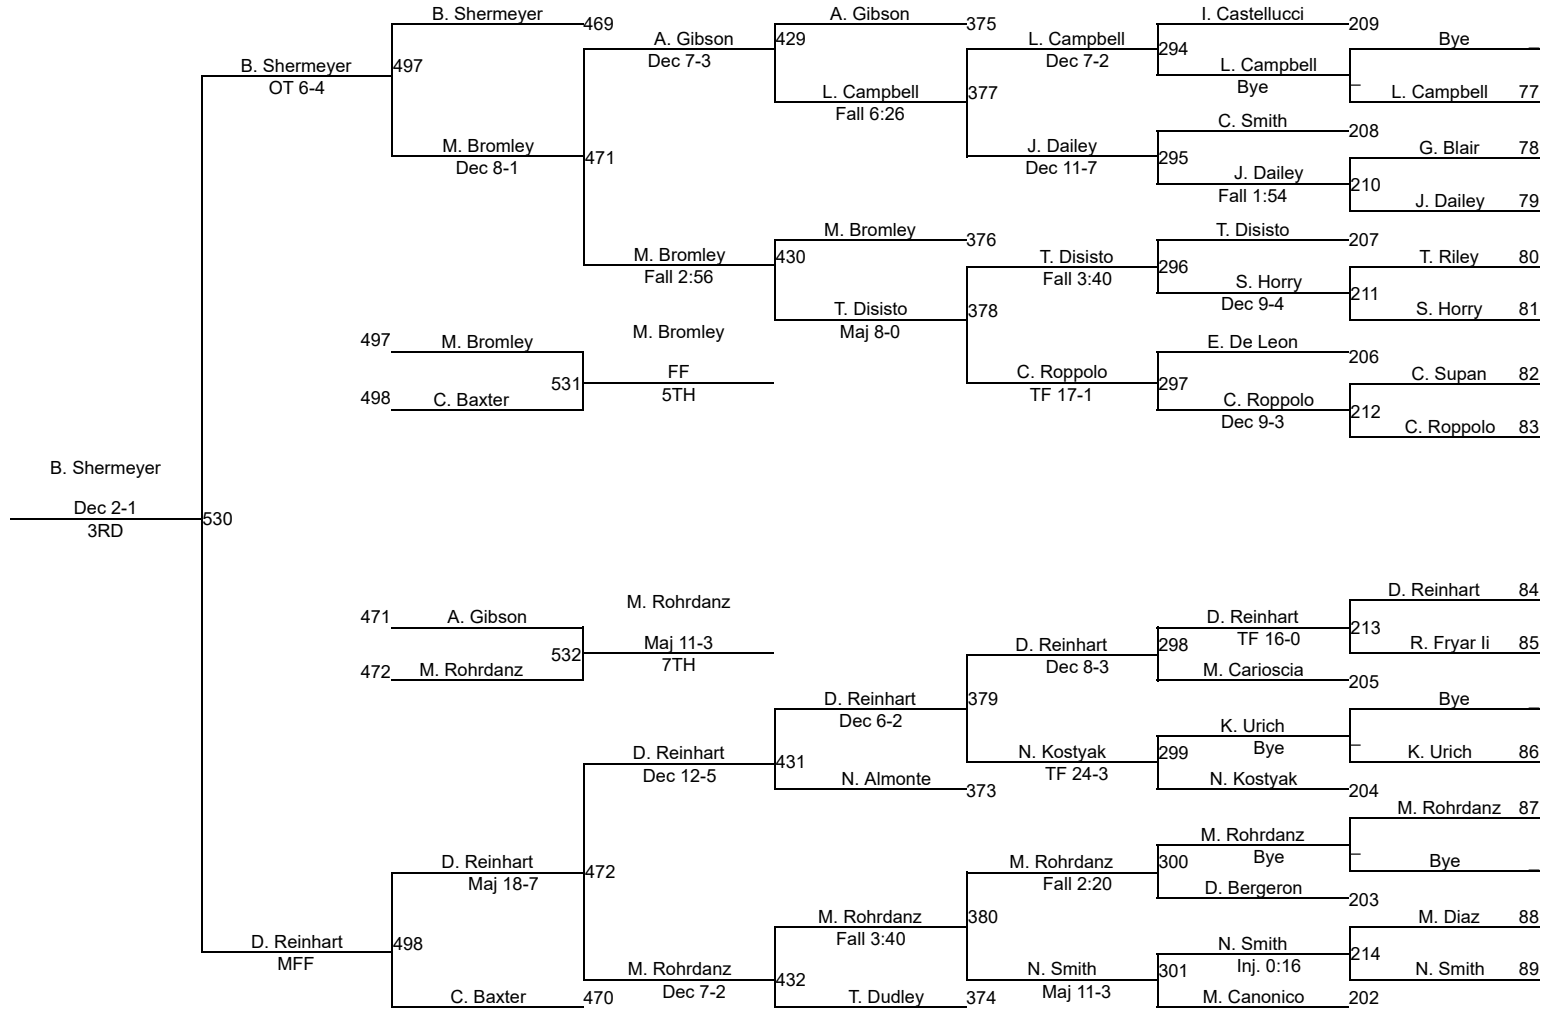 B. Shermeyer 469
A. Gibson 375
I. Castellucci 209
A. Gibson 429
L. Campbell 294
Bye _
Dec 7-3
Dec 7-2
B. Shermeyer 497
L. Campbell
OT 6-4
Bye _
L. Campbell 377
L. Campbell 77
Fall 6:26
C. Smith 208
M. Bromley 471
J. Dailey 295
G. Blair 78
Dec 8-1
Dec 11-7
J. Dailey 210
Fall 1:54
J. Dailey 79
M. Bromley 376
T. Disisto 207
M. Bromley 430
T. Disisto 296
T. Riley 80
Fall 2:56
Fall 3:40
S. Horry 211
Dec 9-4
T. Disisto 378
S. Horry 81
Maj 8-0
497 M. Bromley
M. Bromley
E. De Leon 206
531 FF
C. Roppolo 297
C. Supan 82
5TH
TF 17-1
498 C. Baxter
C. Roppolo 212
Dec 9-3
C. Roppolo 83
B. Shermeyer
Dec 2-1 530
3RD
D. Reinhart 84
M. Rohrdanz
471 A. Gibson
D. Reinhart 213
TF 16-0
532 Maj 11-3
D. Reinhart 298
R. Fryar Ii 85
7TH
Dec 8-3
472 M. Rohrdanz
M. Carioscia 205
D. Reinhart 379
Bye _
Dec 6-2
K. Urich
D. Reinhart 431
N. Kostyak 299
Bye _
K. Urich 86
Dec 12-5
TF 24-3
N. Almonte 373
N. Kostyak 204
M. Rohrdanz 87
M. Rohrdanz
D. Reinhart 472
M. Rohrdanz 300
Bye _
Bye _
Maj 18-7
Fall 2:20
D. Bergeron 203
M. Rohrdanz 380
M. Diaz 88
Fall 3:40
D. Reinhart 498
N. Smith 214
MFF
M. Rohrdanz 432
N. Smith 301
Inj. 0:16
N. Smith 89
Dec 7-2
Maj 11-3
C. Baxter 470
T. Dudley 374
M. Canonico 202